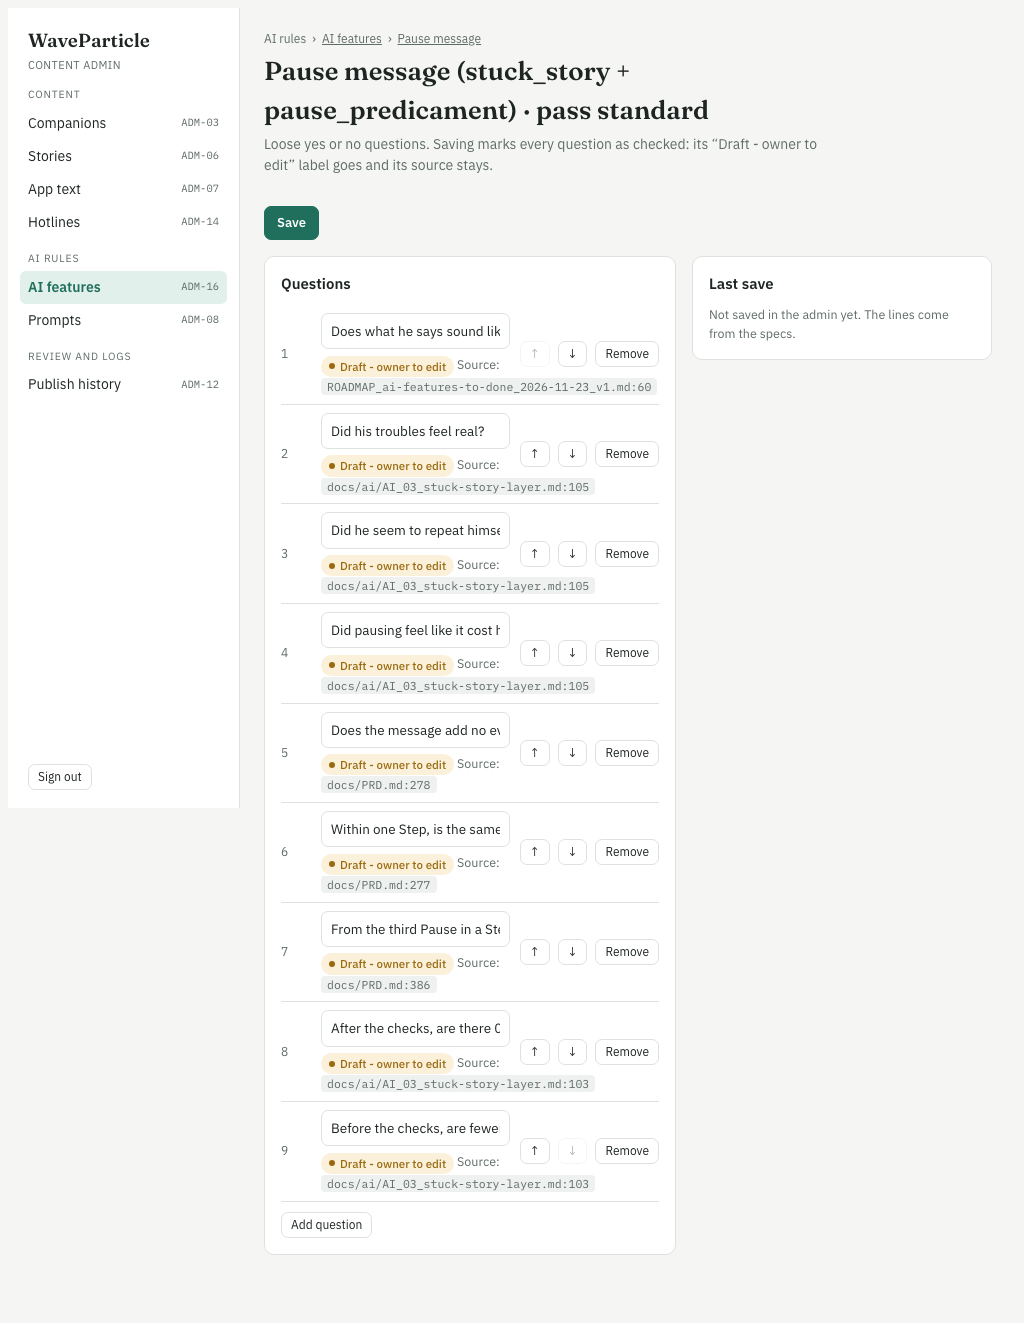 WaveParticle
CONTENT ADMIN
CONTENT
Companions ADM-03
Stories ADM-06
App text ADM-07
Hotlines ADM-14
AI RULES
AI features ADM-16
Prompts ADM-08
REVIEW AND LOGS
Publish history ADM-12
Sign out
AI rules › AI features › Pause message
Pause message (stuck_story +
pause_predicament) · pass standard
Loose yes or no questions. Saving marks every question as checked: its “Draft - owner to
edit” label goes and its source stays.
Save
Questions
1 Does what he says sound lik ↑ ↓ Remove
Draft - owner to edit Source:
ROADMAP_ai-features-to-done_2026-11-23_v1.md:60
2 Did his troubles feel real? ↑ ↓ Remove
Draft - owner to edit Source:
docs/ai/AI_03_stuck-story-layer.md:105
3 Did he seem to repeat himse ↑ ↓ Remove
Draft - owner to edit Source:
docs/ai/AI_03_stuck-story-layer.md:105
4 Did pausing feel like it cost h ↑ ↓ Remove
Draft - owner to edit Source:
docs/ai/AI_03_stuck-story-layer.md:105
5 Does the message add no ev ↑ ↓ Remove
Draft - owner to edit Source:
docs/PRD.md:278
6 Within one Step, is the same ↑ ↓ Remove
Draft - owner to edit Source:
docs/PRD.md:277
7 From the third Pause in a Ste ↑ ↓ Remove
Draft - owner to edit Source:
docs/PRD.md:386
8 After the checks, are there 0 ↑ ↓ Remove
Draft - owner to edit Source:
docs/ai/AI_03_stuck-story-layer.md:103
9 Before the checks, are fewe ↑ ↓ Remove
Draft - owner to edit Source:
docs/ai/AI_03_stuck-story-layer.md:103
Add question
Last save
Not saved in the admin yet. The lines come
from the specs.